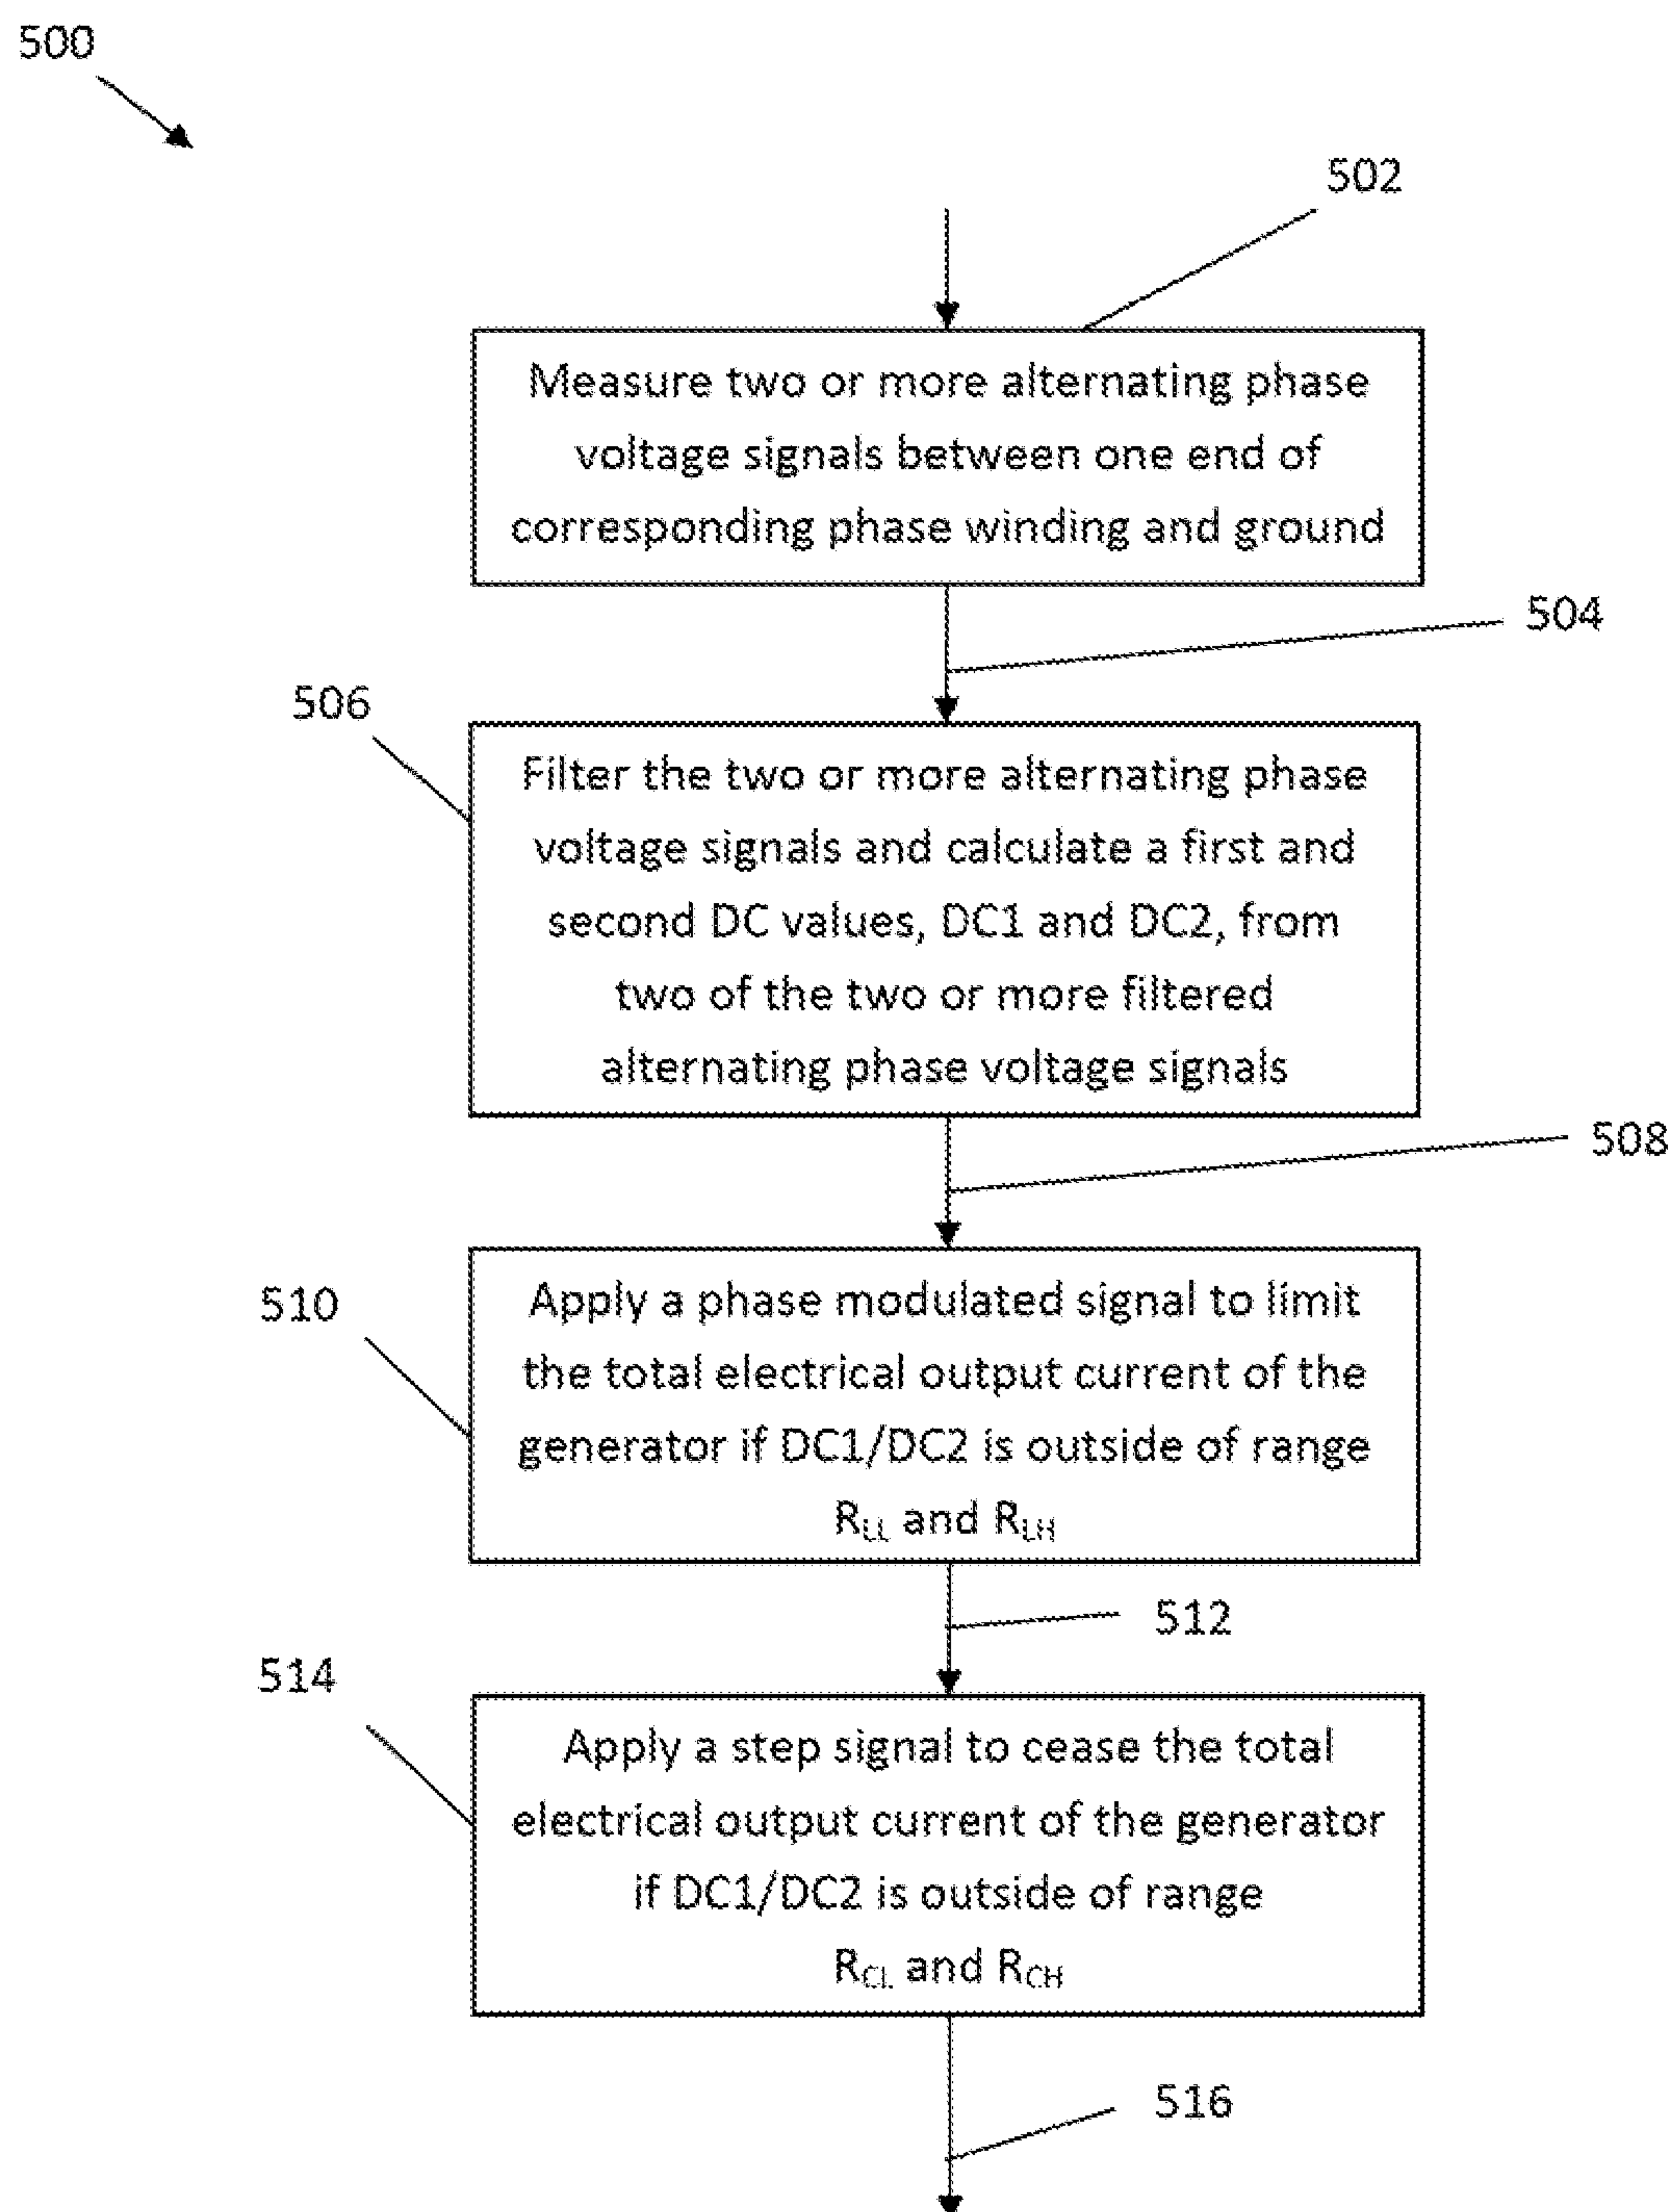 500
502
Measure two or more alternating phase
voltage signals between one end of
corresponding phase winding and ground
504
506
Filter the two or more alternating phase
voltage signals and calculate a first and
second DC values, DC1 and DC2, from
two of the two or more filtered
alternating phase voltage signals
508
510
Apply a phase modulated signal to limit
the total electrical output current of the
generator if DC1/DC2 is outside of range
R_LL and R_LH
512
514
Apply a step signal to cease the total
electrical output current of the generator
if DC1/DC2 is outside of range
R_CL and R_CH
516